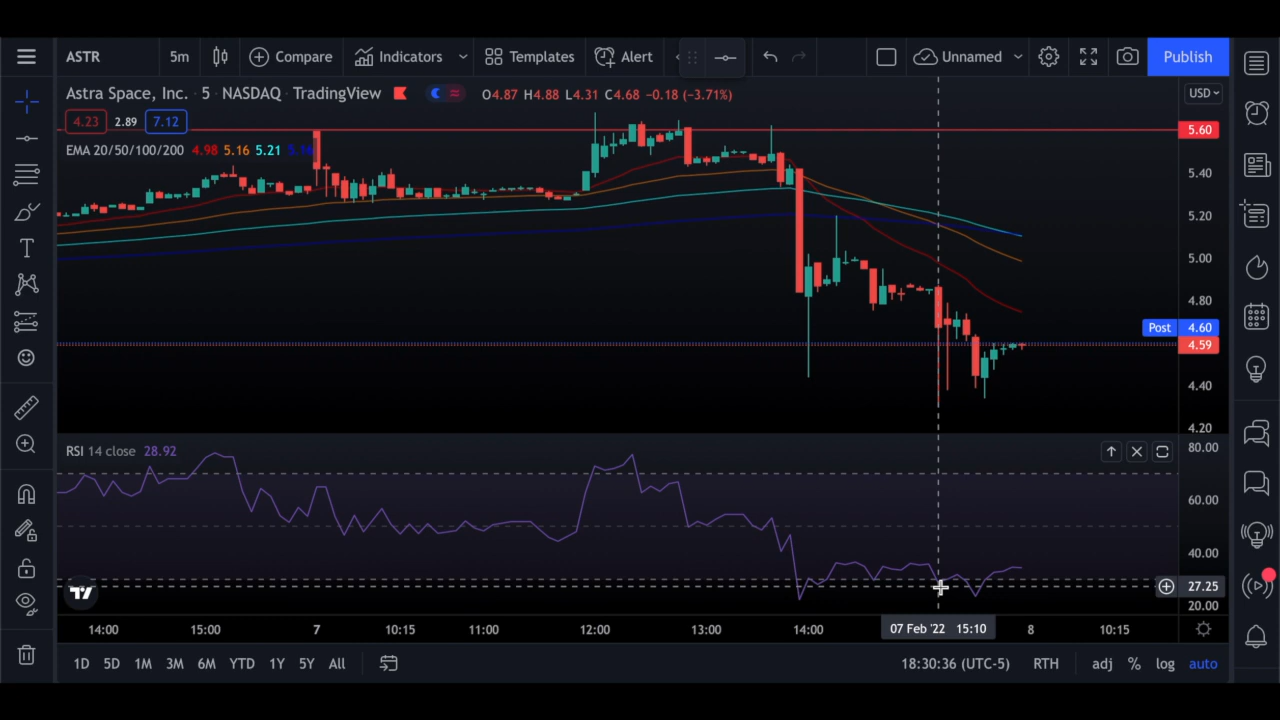 ASTR 5m Compare Indicators Templates Alert Unnamed Publish
Astra Space, Inc. · 5 · NASDAQ · TradingView O4.87 H4.88 L4.31 C4.68 −0.18 (−3.71%) USD
4.23 2.89 7.12
5.60
EMA 20/50/100/200 4.98 5.16 5.21
5.40
5.20
5.00
4.80
Post 4.60
4.59
4.40
4.20
RSI 14 close 28.92
80.00
60.00
40.00
27.25
20.00
14:00 15:00 7 10:15 11:00 12:00 13:00 14:00 07 Feb '22 15:10 8 10:15
1D 5D 1M 3M 6M YTD 1Y 5Y All 18:30:36 (UTC-5) RTH adj % log auto